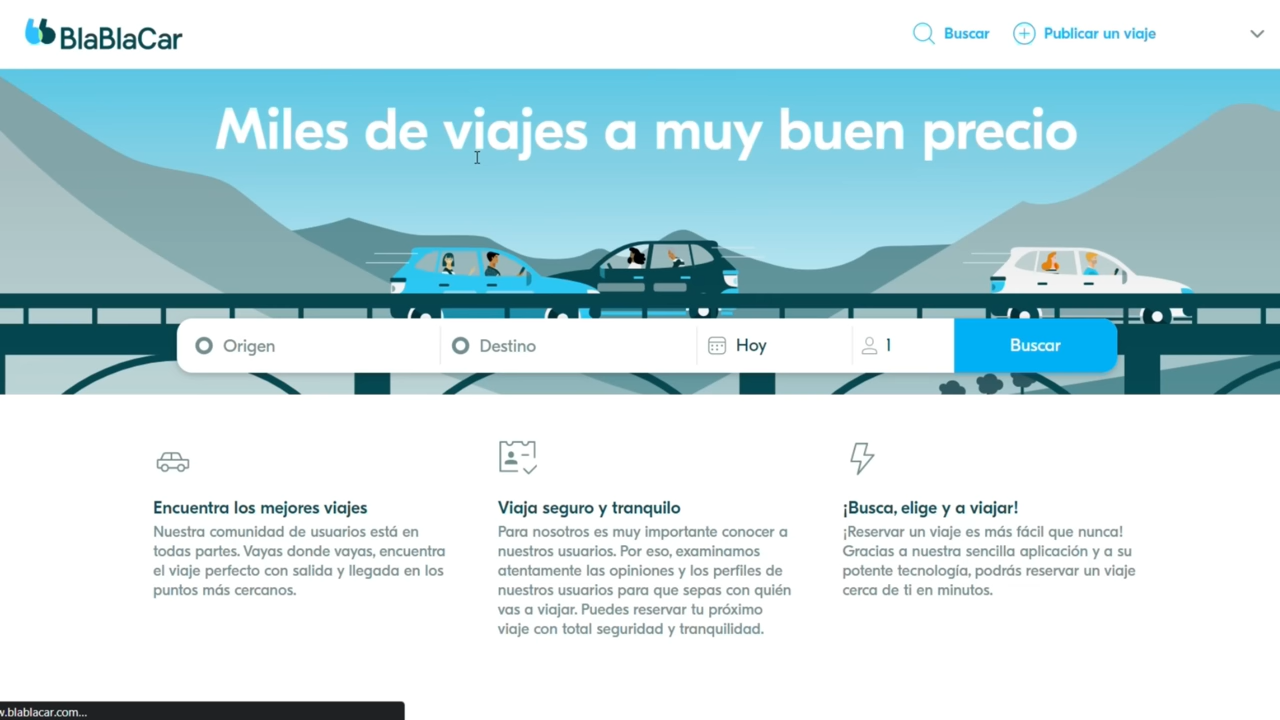 BlaBlaCar
Buscar
Publicar un viaje
Miles de viajes a muy buen precio
Origen
Destino
Hoy
1
Buscar
Encuentra los mejores viajes
Nuestra comunidad de usuarios está en
todas partes. Vayas donde vayas, encuentra
el viaje perfecto con salida y llegada en los
puntos más cercanos.
Viaja seguro y tranquilo
Para nosotros es muy importante conocer a
nuestros usuarios. Por eso, examinamos
atentamente las opiniones y los perfiles de
nuestros usuarios para que sepas con quién
vas a viajar. Puedes reservar tu próximo
viaje con total seguridad y tranquilidad.
¡Busca, elige y a viajar!
¡Reservar un viaje es más fácil que nunca!
Gracias a nuestra sencilla aplicación y a su
potente tecnología, podrás reservar un viaje
cerca de ti en minutos.
w.blablacar.com...